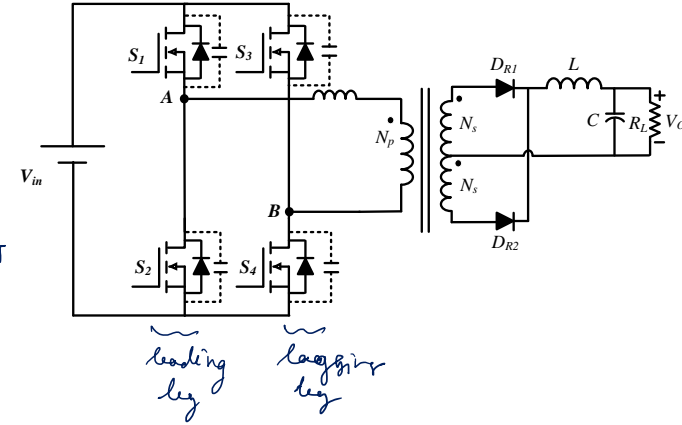 S1
S3
A
Vin
B
S2
S4
Np
Ns
Ns
DR1
DR2
L
C
RL
+
VO
leading
leg
lagging
leg